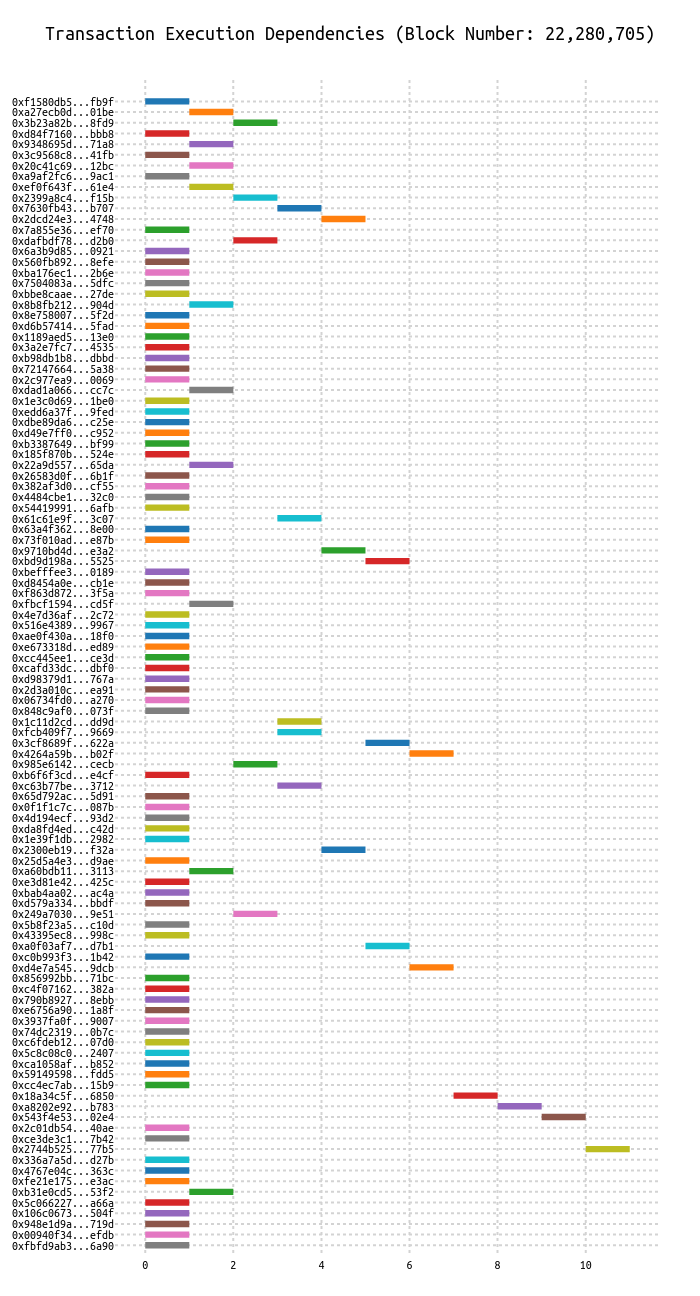 Transaction Execution Dependencies (Block Number: 22,280,705)
0xf1580db5...fb9f
0xa27ecb0d...01be
0x3b23a82b...8fd9
0xd84f7160...bbb8
0x9348695d...71a8
0x3c9568c8...41fb
0x20c41c69...12bc
0xa9af2fc6...9ac1
0xef0f643f...61e4
0x2399a8c4...f15b
0x7630fb43...b707
0x2dcd24e3...4748
0x7a855e36...ef70
0xdafbdf78...d2b0
0x6a3b9d85...0921
0x560fb892...8efe
0xba176ec1...2b6e
0x7504083a...5dfc
0xbbe8caae...27de
0x8b8fb212...904d
0x8e758007...5f2d
0xd6b57414...5fad
0x1189aed5...13e0
0x3a2e7fc7...4535
0xb98db1b8...dbbd
0x72147664...5a38
0x2c977ea9...0069
0xdad1a066...cc7c
0x1e3c0d69...1be0
0xedd6a37f...9fed
0xdbe89da6...c25e
0xd49e7ff0...c952
0xb3387649...bf99
0x185f870b...524e
0x22a9d557...65da
0x26583d0f...6b1f
0x382af3d0...cf55
0x4484cbe1...32c0
0x54419991...6afb
0x61c61e9f...3c07
0x63a4f362...8e00
0x73f010ad...e87b
0x9710bd4d...e3a2
0xbd9d198a...5525
0xbefffee3...0189
0xd8454a0e...cb1e
0xf863d872...3f5a
0xfbcf1594...cd5f
0x4e7d36af...2c72
0x516e4389...9967
0xae0f430a...18f0
0xe673318d...ed89
0xcc445ee1...ce3d
0xcafd33dc...dbf0
0xd98379d1...767a
0x2d3a010c...ea91
0x06734fd0...a270
0x848c9af0...073f
0x1c11d2cd...dd9d
0xfcb409f7...9669
0x3cf8689f...622a
0x4264a59b...b02f
0x985e6142...cecb
0xb6f6f3cd...e4cf
0xc63b77be...3712
0x65d792ac...5d91
0x0f1f1c7c...087b
0x4d194ecf...93d2
0xda8fd4ed...c42d
0x1e39f1db...2982
0x2300eb19...f32a
0x25d5a4e3...d9ae
0xa60bdb11...3113
0xe3d81e42...425c
0xbab4aa02...ac4a
0xd579a334...bbdf
0x249a7030...9e51
0x5b8f23a5...c10d
0x43395ec8...998c
0xa0f03af7...d7b1
0xc0b993f3...1b42
0xd4e7a545...9dcb
0x856992bb...71bc
0xc4f07162...382a
0x790b8927...8ebb
0xe6756a90...1a8f
0x3937fa0f...9007
0x74dc2319...0b7c
0xc6fdeb12...07d0
0x5c8c08c0...2407
0xca1058af...b852
0x59149598...fdd5
0xcc4ec7ab...15b9
0x18a34c5f...6850
0xa8202e92...b783
0x543f4e53...02e4
0x2c01db54...40ae
0xce3de3c1...7b42
0x2744b525...77b5
0x336a7a5d...d27b
0x4767e04c...363c
0xfe21e175...e3ac
0xb31e0cd5...53f2
0x5c066227...a66a
0x106c0673...504f
0x948e1d9a...719d
0x00940f34...efdb
0xfbfd9ab3...6a90
0 2 4 6 8 10